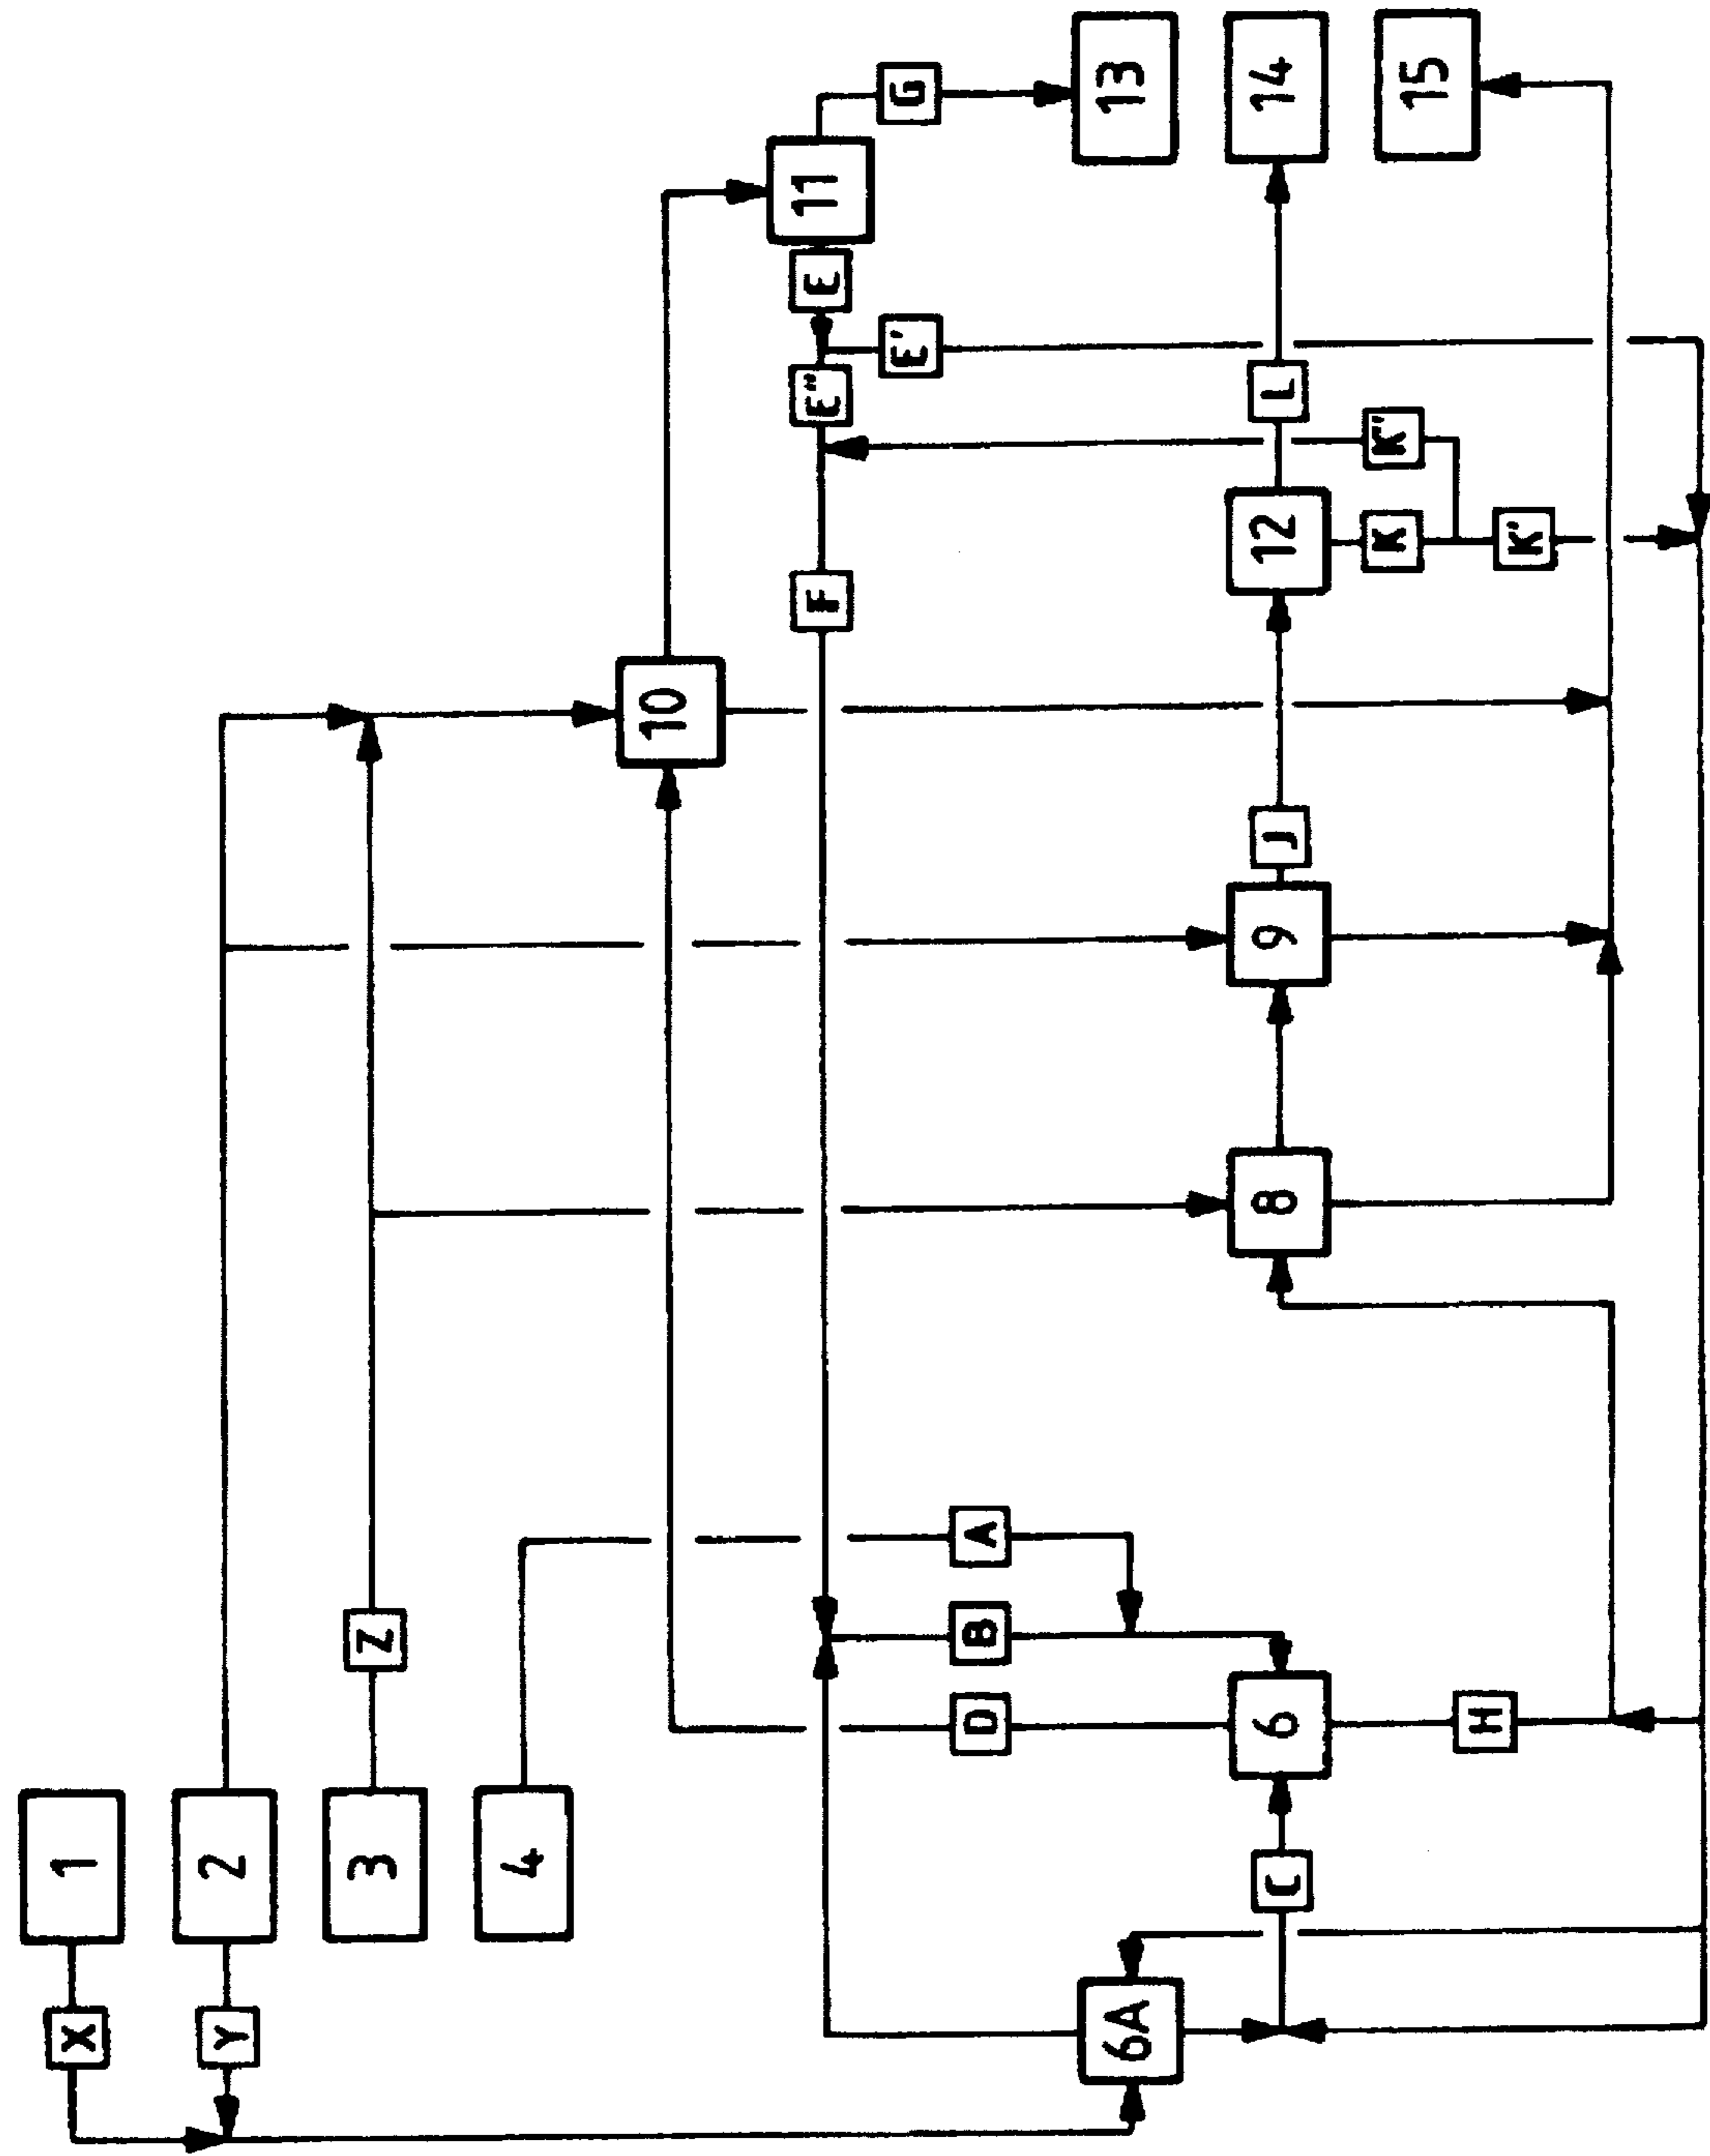 X 1
Y 2
3 Z
4
10
F E" E 11
E' G
D B A
6A 13
C 6 8 9 J 12 L 14
K K" 15
H K'